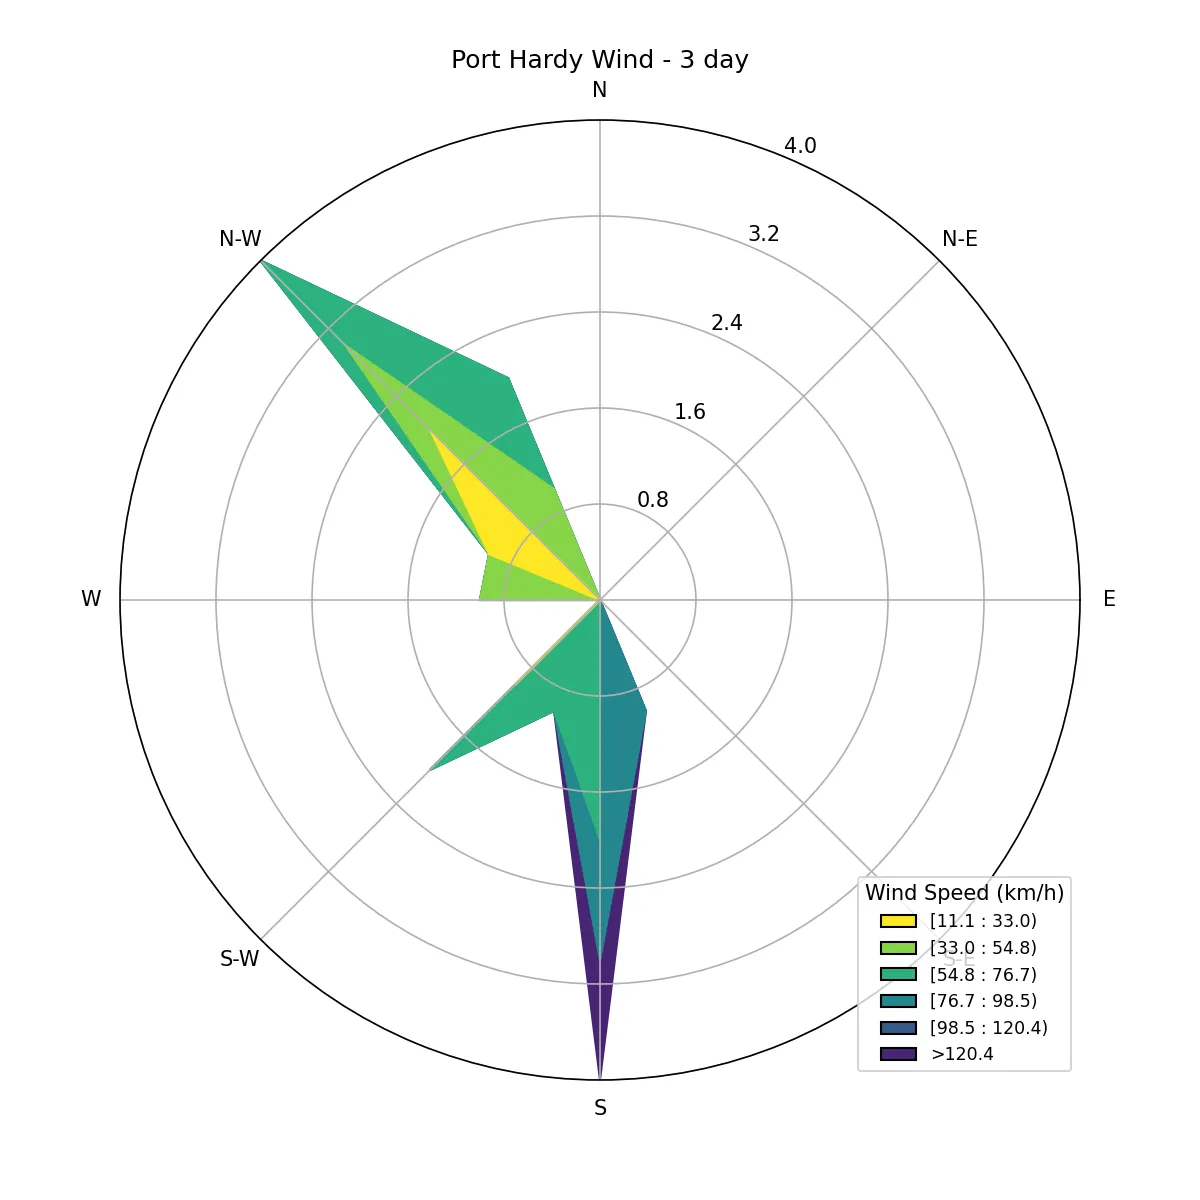 Port Hardy Wind - 3 day
N
4.0
N-W
N-E
3.2
2.4
1.6
0.8
W
E
S-W
S-E
Wind Speed (km/h)
[11.1 : 33.0)
[33.0 : 54.8)
[54.8 : 76.7)
[76.7 : 98.5)
[98.5 : 120.4)
>120.4
S